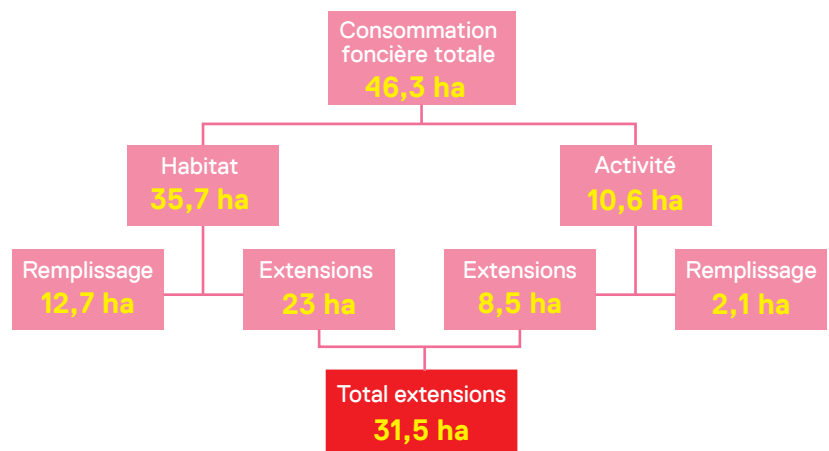 Consommation
foncière totale
46,3 ha
Habitat
35,7 ha
Activité
10,6 ha
Remplissage
12,7 ha
Extensions
23 ha
Extensions
8,5 ha
Remplissage
2,1 ha
Total extensions
31,5 ha